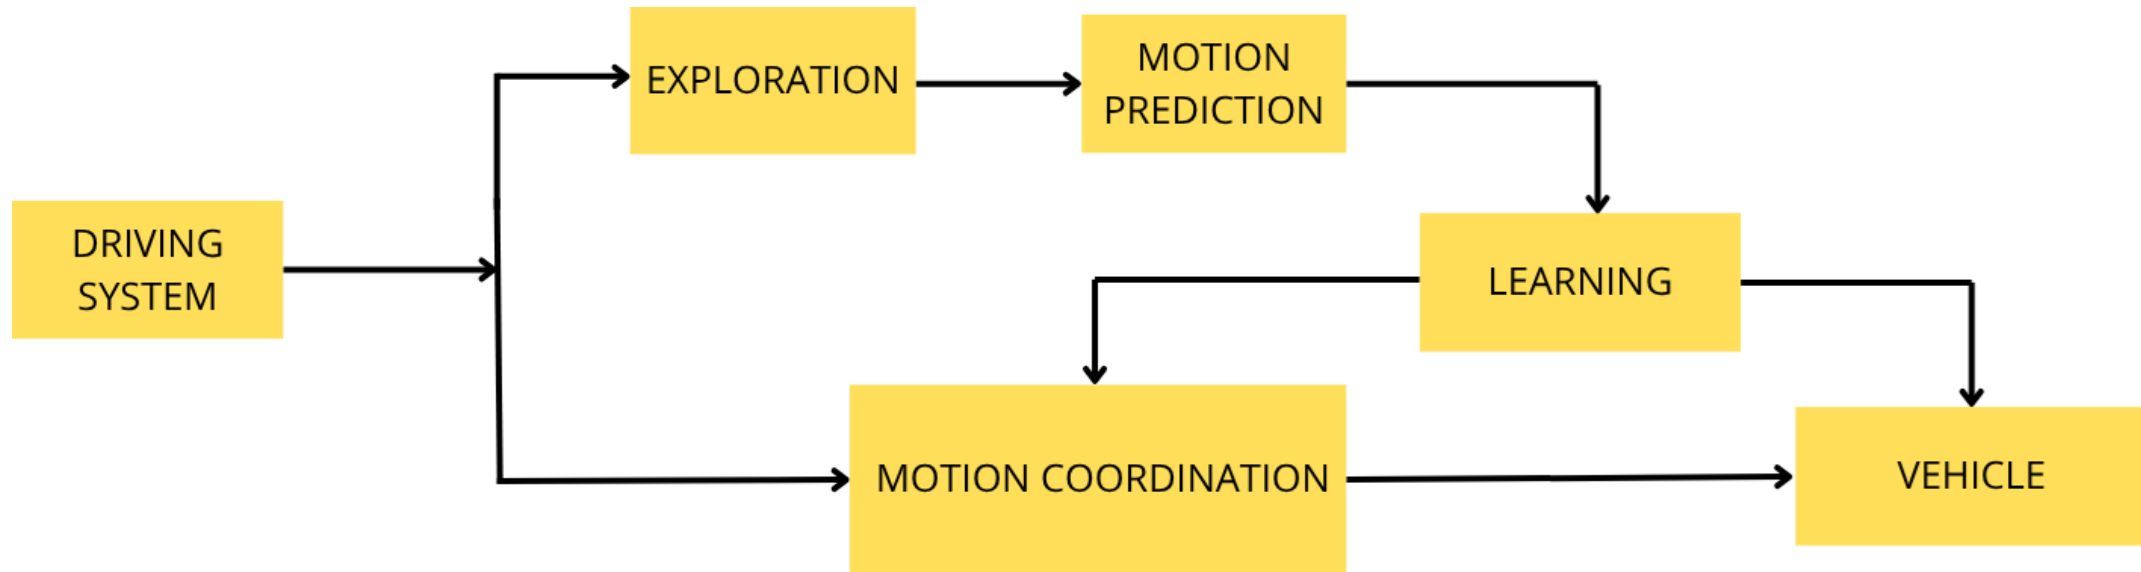 EXPLORATION
MOTION
PREDICTION
DRIVING
SYSTEM
LEARNING
MOTION COORDINATION
VEHICLE